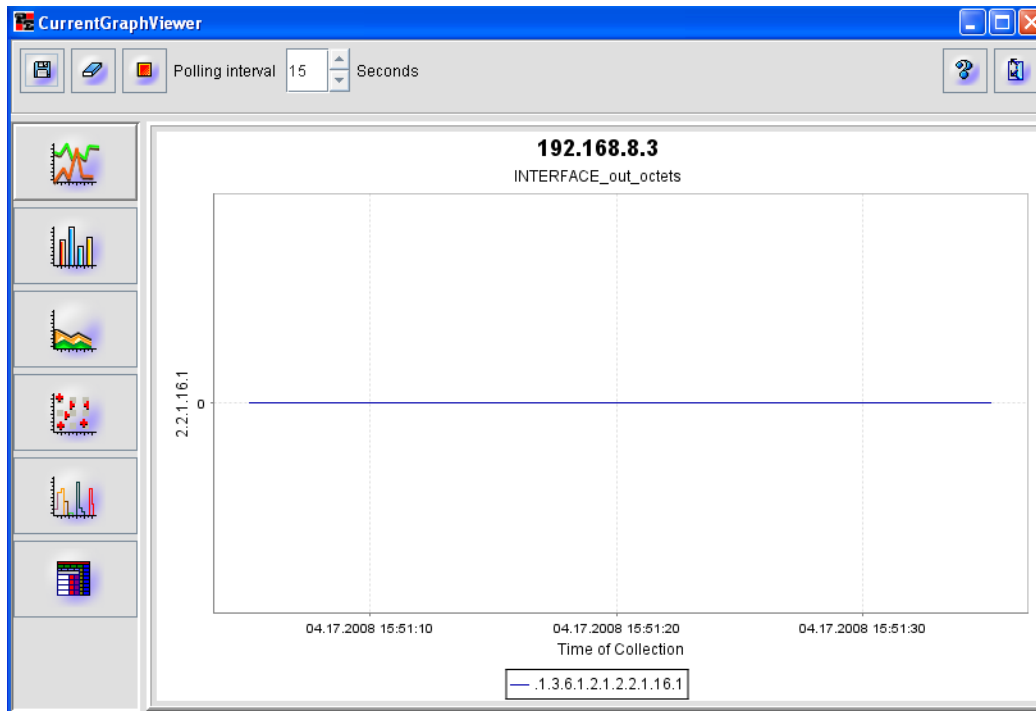 CurrentGraphViewer
Polling interval 15 Seconds
192.168.8.3
INTERFACE_out_octets
2.2.1.16.1
0
04.17.2008 15:51:10 04.17.2008 15:51:20 04.17.2008 15:51:30
Time of Collection
.1.3.6.1.2.1.2.2.1.16.1